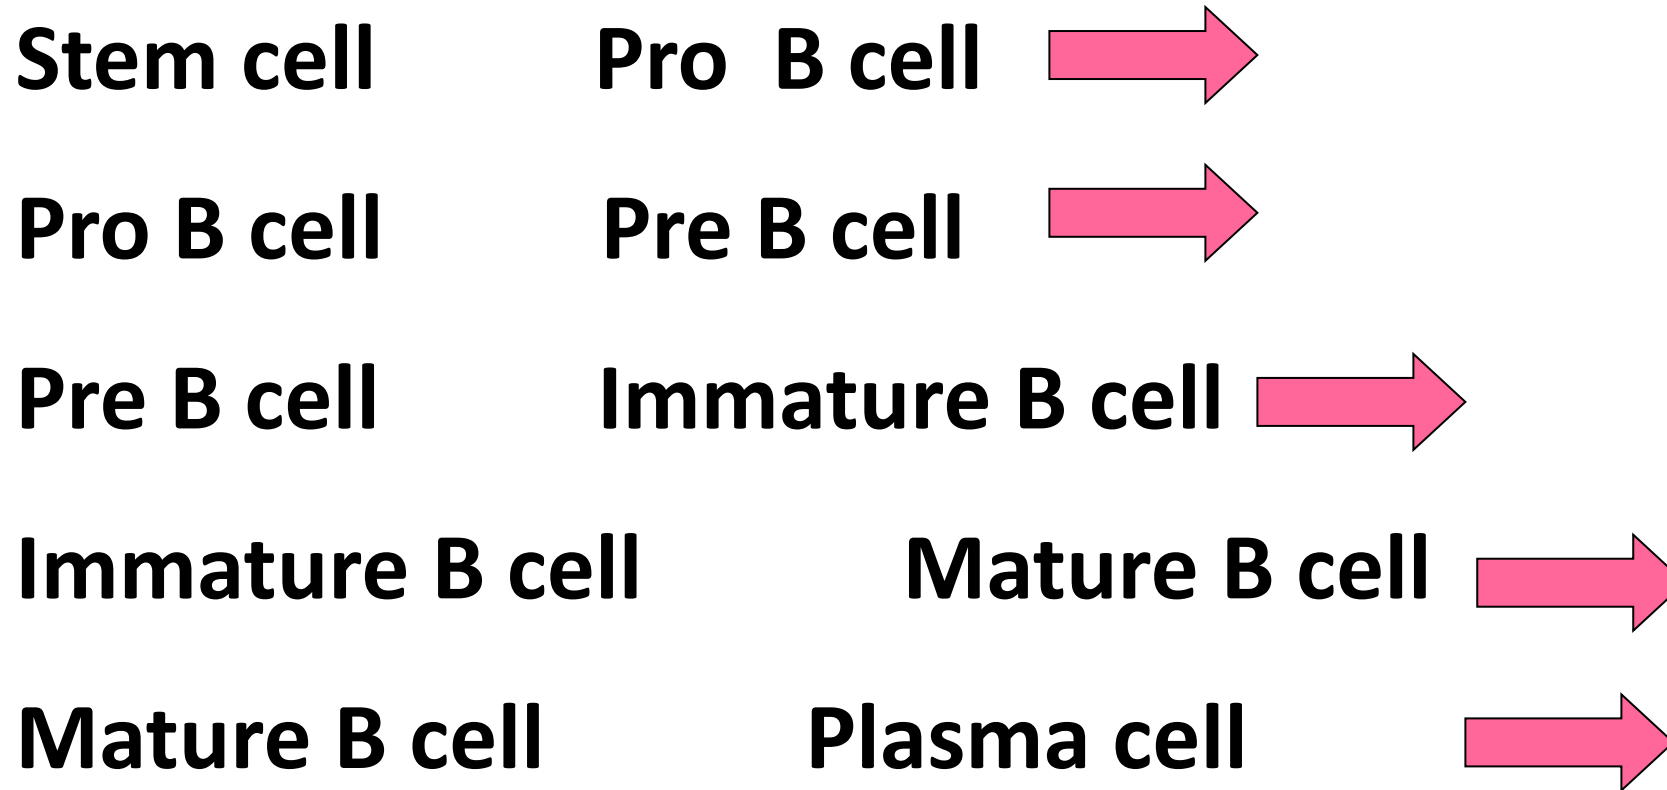 Stem cell Pro B cell
Pro B cell Pre B cell
Pre B cell Immature B cell
Immature B cell Mature B cell
Mature B cell Plasma cell